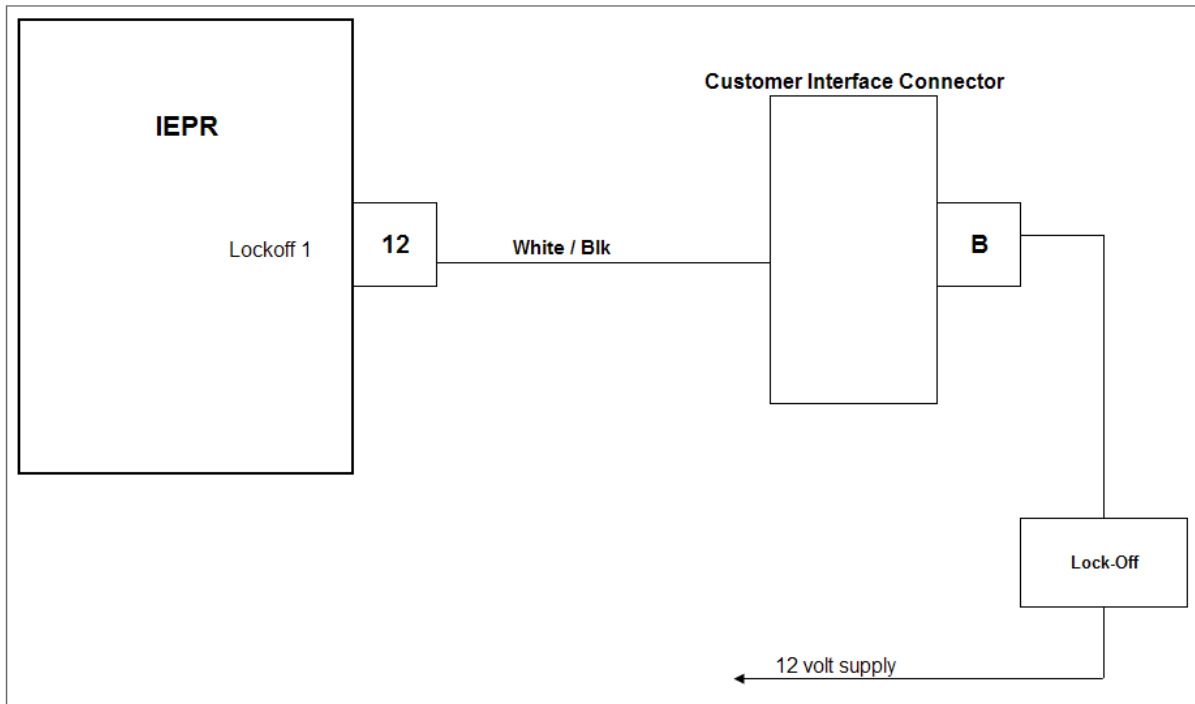 Customer Interface Connector
IEPR
Lockoff 1
12
White / Blk
B
Lock-Off
12 volt supply